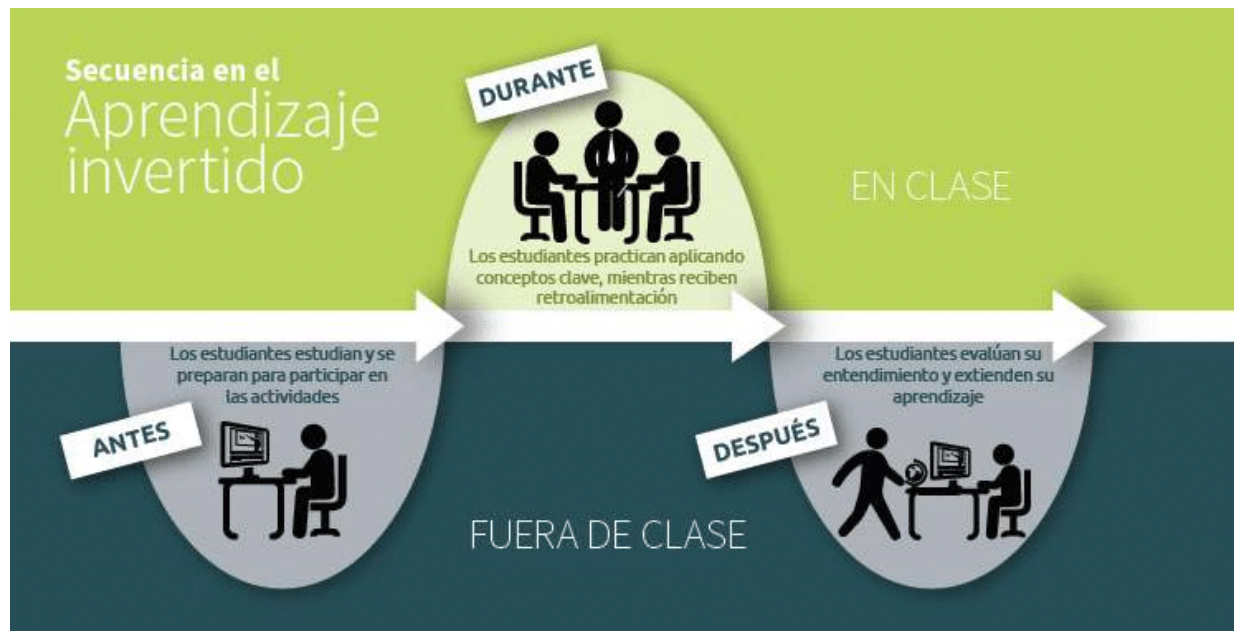 Secuencia en el
Aprendizaje
invertido
DURANTE
Los estudiantes practican aplicando
conceptos clave, mientras reciben
retroalimentación
EN CLASE
Los estudiantes estudian y se
preparan para participar en
las actividades
ANTES
FUERA DE CLASE
Los estudiantes evalúan su
entendimiento y extienden su
aprendizaje
DESPUÉS